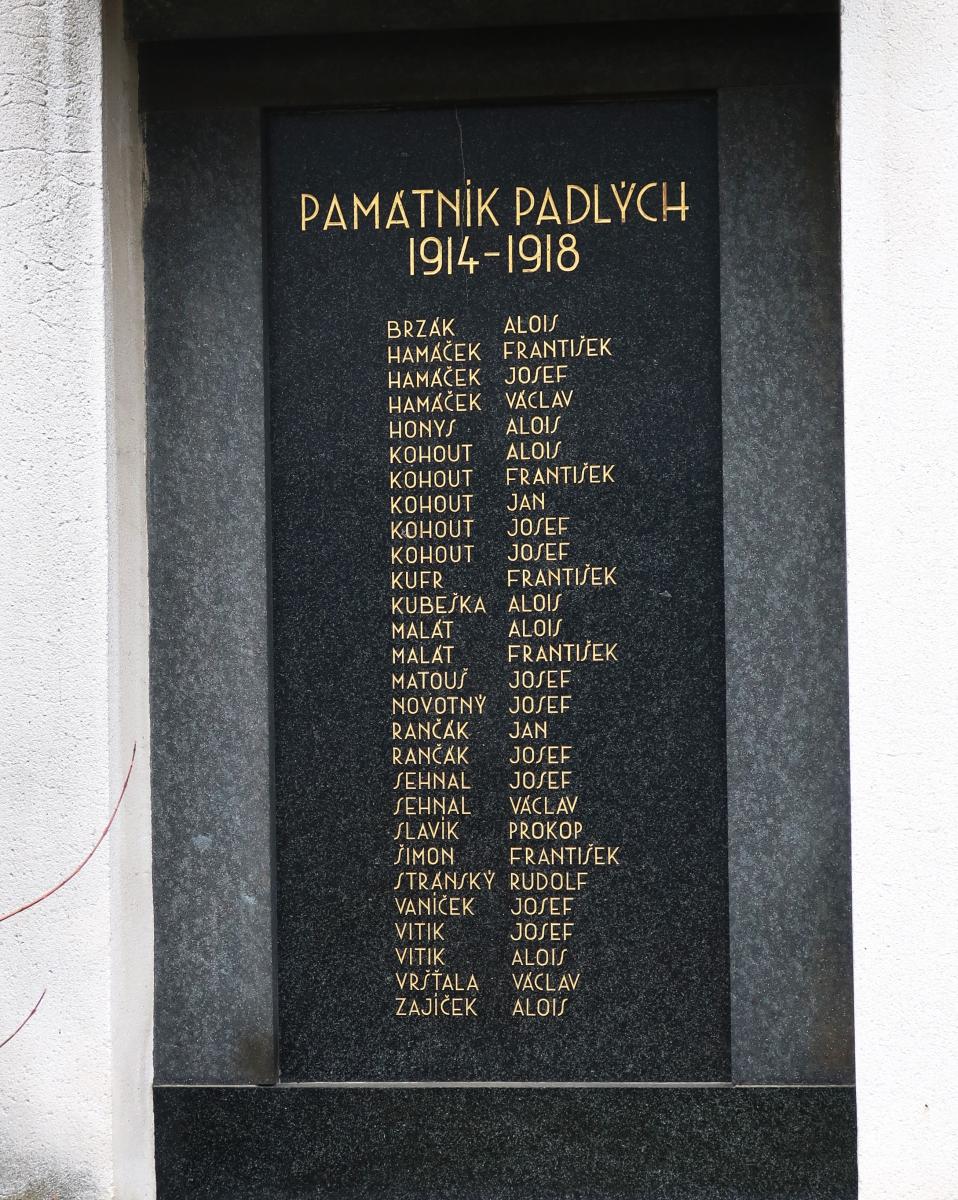 PAMÁTNÍK PADLÝCH
1914-1918
BRZÁK ALOIS
HAMÁČEK FRANTIŠEK
HAMÁČEK JOSEF
HAMÁČEK VÁCLAV
HONYS ALOIS
KOHOUT ALOIS
KOHOUT FRANTIŠEK
KOHOUT JAN
KOHOUT JOSEF
KOHOUT JOSEF
KUFR FRANTIŠEK
KUBEŠKA ALOIS
MALÁT ALOIS
MALÁT FRANTIŠEK
MATOUŠ JOSEF
NOVOTNÝ JOSEF
RANČÁK JAN
RANČÁK JOSEF
SEHNAL JOSEF
SEHNAL VÁCLAV
SLAVÍK PROKOP
ŠIMON FRANTIŠEK
STRÁNSKÝ RUDOLF
VANÍČEK JOSEF
VITIK JOSEF
VITIK ALOIS
VRŠŤALA VÁCLAV
ZAJÍČEK ALOIS